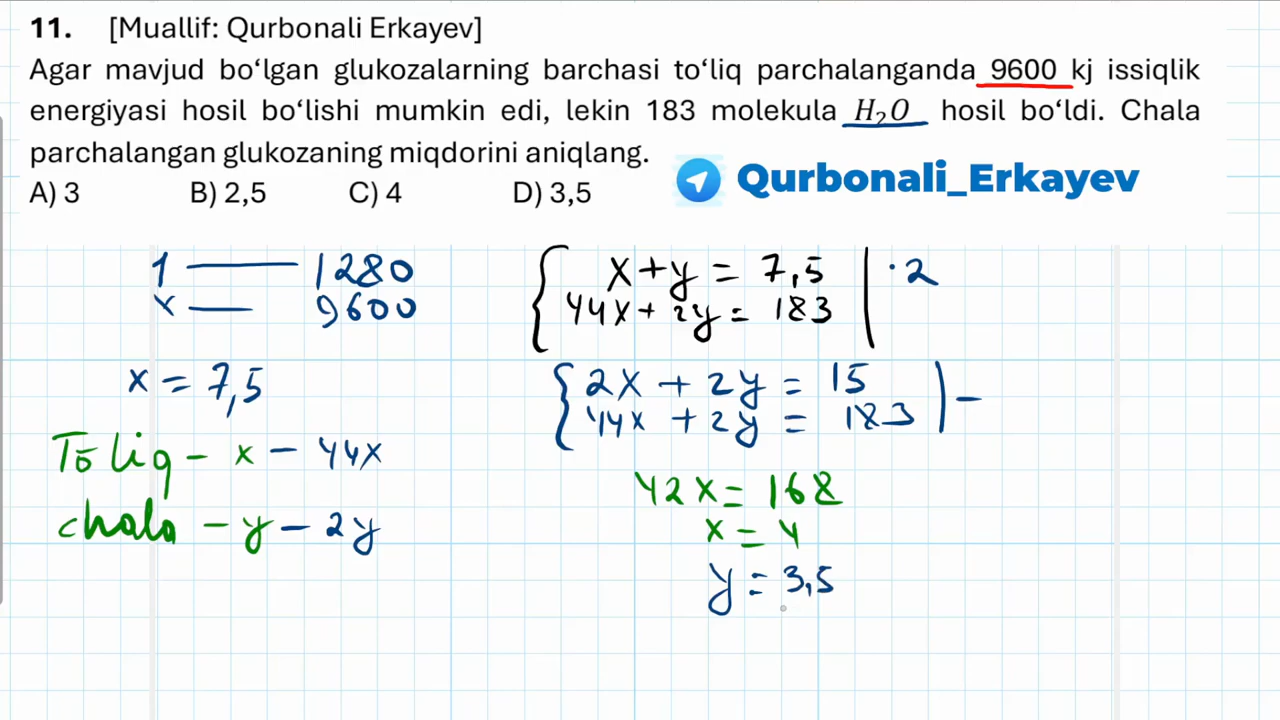 11. [Muallif: Qurbonali Erkayev]
Agar mavjud bo‘lgan glukozalarning barchasi to‘liq parchalanganda 9600 kj issiqlik
energiyasi hosil bo‘lishi mumkin edi, lekin 183 molekula H₂O hosil bo‘ldi. Chala
parchalangan glukozaning miqdorini aniqlang.
A) 3 B) 2,5 C) 4 D) 3,5
Qurbonali_Erkayev
1 — 1280
x — 9600
x = 7,5
To liq - x - 44x
chala - y - 2y
x+y = 7,5 | ·2
44x + 2y = 183
2x + 2y = 15
44x + 2y = 183 | -
42x = 168
x = 4
y = 3,5